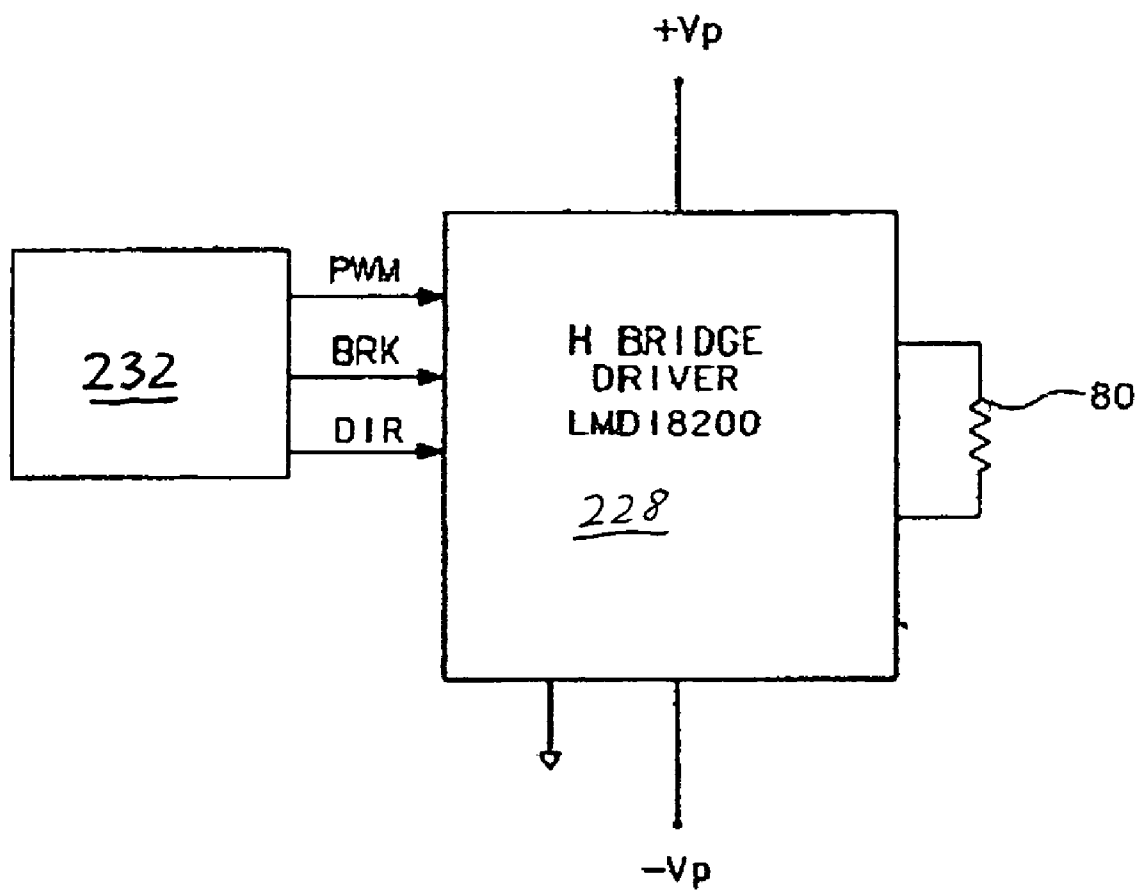 +Vp
PWM
BRK
DIR
232
H BRIDGE
DRIVER
LMD18200
228
80
-Vp